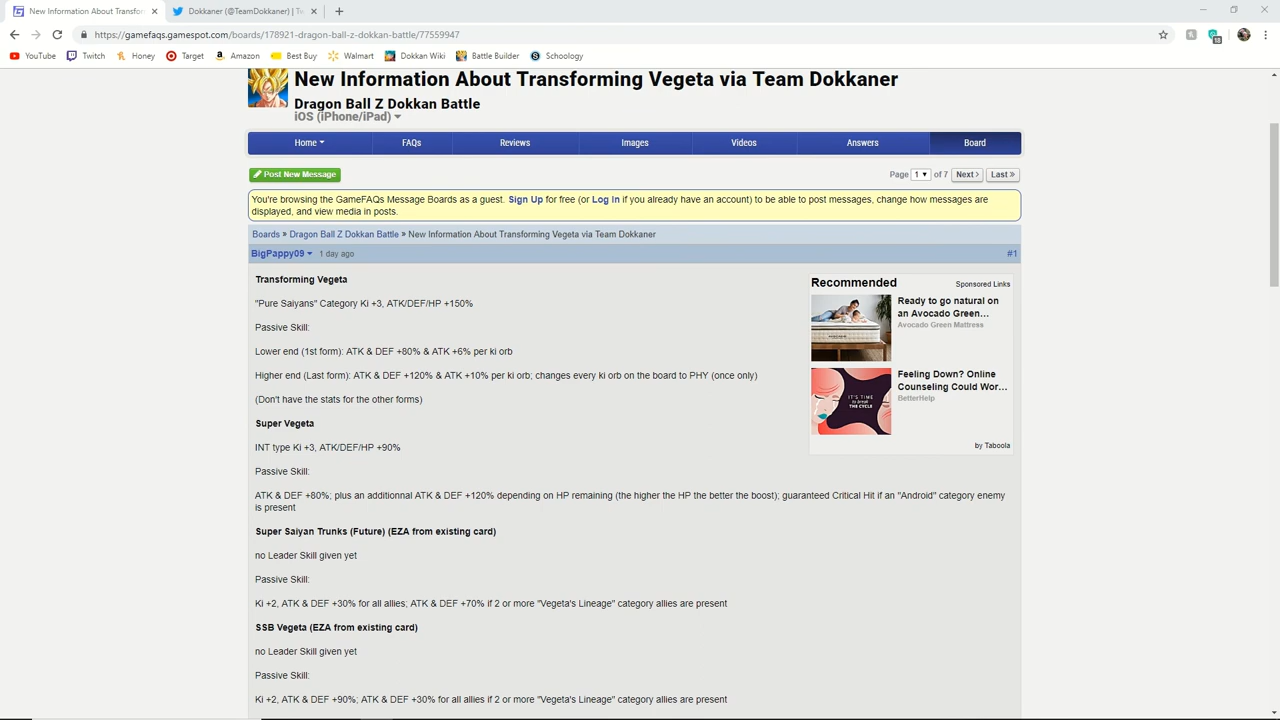 New Information About Transfor
Dokkaner (@TeamDokkaner) | Tw
https://gamefaqs.gamespot.com/boards/178921-dragon-ball-z-dokkan-battle/77559947
YouTube Twitch Honey Target Amazon Best Buy Walmart Dokkan Wiki Battle Builder Schoology
New Information About Transforming Vegeta via Team Dokkaner
Dragon Ball Z Dokkan Battle
iOS (iPhone/iPad)
Home FAQs Reviews Images Videos Answers Board
Post New Message
Page 1 of 7 Next > Last »
You're browsing the GameFAQs Message Boards as a guest. Sign Up for free (or Log In if you already have an account) to be able to post messages, change how messages are
displayed, and view media in posts.
Boards » Dragon Ball Z Dokkan Battle » New Information About Transforming Vegeta via Team Dokkaner
BigPappy09 1 day ago #1
Transforming Vegeta
"Pure Saiyans" Category Ki +3, ATK/DEF/HP +150%
Passive Skill:
Lower end (1st form): ATK & DEF +80% & ATK +6% per ki orb
Higher end (Last form): ATK & DEF +120% & ATK +10% per ki orb; changes every ki orb on the board to PHY (once only)
(Don't have the stats for the other forms)
Super Vegeta
INT type Ki +3, ATK/DEF/HP +90%
Passive Skill:
ATK & DEF +80%; plus an additionnal ATK & DEF +120% depending on HP remaining (the higher the HP the better the boost); guaranteed Critical Hit if an "Android" category enemy
is present
Super Saiyan Trunks (Future) (EZA from existing card)
no Leader Skill given yet
Passive Skill:
Ki +2, ATK & DEF +30% for all allies; ATK & DEF +70% if 2 or more "Vegeta's Lineage" category allies are present
SSB Vegeta (EZA from existing card)
no Leader Skill given yet
Passive Skill:
Ki +2, ATK & DEF +90%; ATK & DEF +30% for all allies if 2 or more "Vegeta's Lineage" category allies are present
Recommended Sponsored Links
Ready to go natural on
an Avocado Green…
Avocado Green Mattress
IT'S TIME
to break
THE CYCLE
Feeling Down? Online
Counseling Could Wor…
BetterHelp
by Taboola